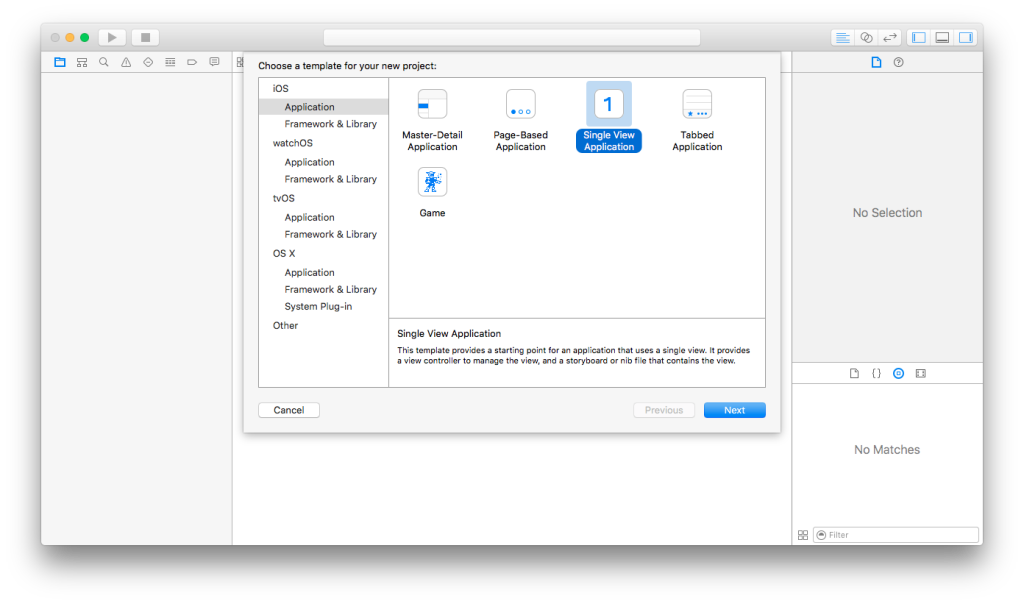 Choose a template for your new project:
iOS
Application
Framework & Library
watchOS
Application
Framework & Library
tvOS
Application
Framework & Library
OS X
Application
Framework & Library
System Plug-in
Other
Master-Detail
Application
Page-Based
Application
1
Single View
Application
Tabbed
Application
Game
Single View Application
This template provides a starting point for an application that uses a single view. It provides
a view controller to manage the view, and a storyboard or nib file that contains the view.
Cancel
Previous
Next
No Selection
No Matches
Filter